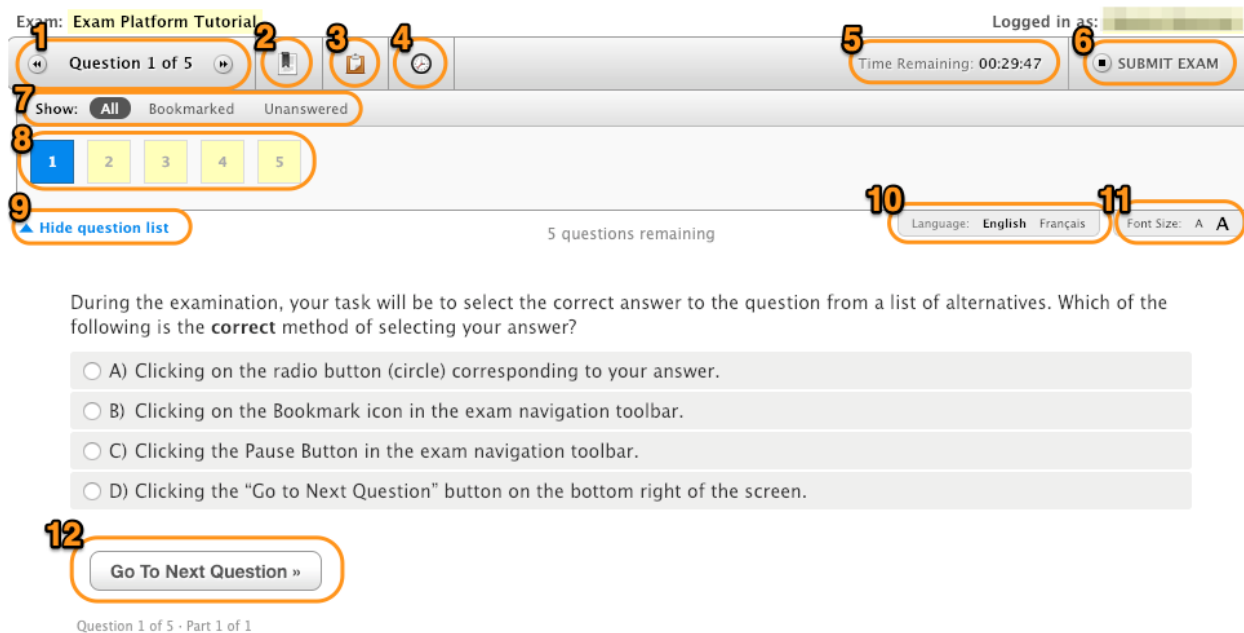 Exam: Exam Platform Tutorial
Logged in as:
1
2
3
4
5
6
Question 1 of 5
Time Remaining: 00:29:47
SUBMIT EXAM
7
Show: All Bookmarked Unanswered
8
1 2 3 4 5
9
10
11
Hide question list
5 questions remaining
Language: English Français
Font Size: A A
During the examination, your task will be to select the correct answer to the question from a list of alternatives. Which of the
following is the correct method of selecting your answer?
A) Clicking on the radio button (circle) corresponding to your answer.
B) Clicking on the Bookmark icon in the exam navigation toolbar.
C) Clicking the Pause Button in the exam navigation toolbar.
D) Clicking the “Go to Next Question” button on the bottom right of the screen.
12
Go To Next Question »
Question 1 of 5 · Part 1 of 1